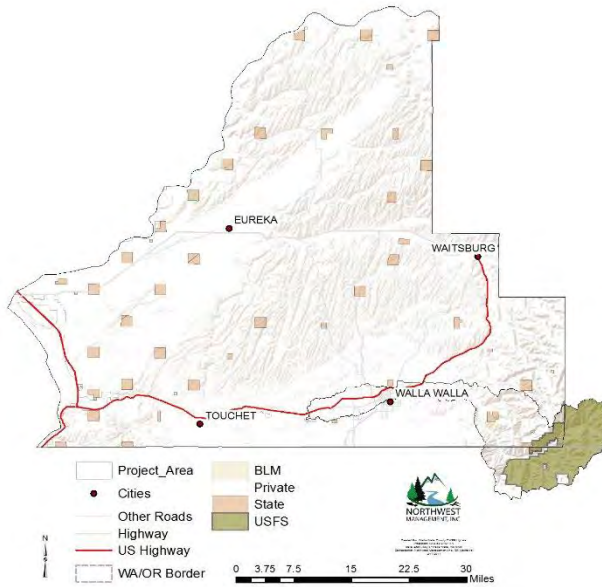 EUREKA
WAITSBURG
WALLA WALLA
TOUCHET
Project_Area
Cities
Other Roads
Highway
US Highway
WA/OR Border
BLM
Private
State
USFS
NORTHWEST
MANAGEMENT, INC.
N
0 3.75 7.5 15 22.5 30
Miles